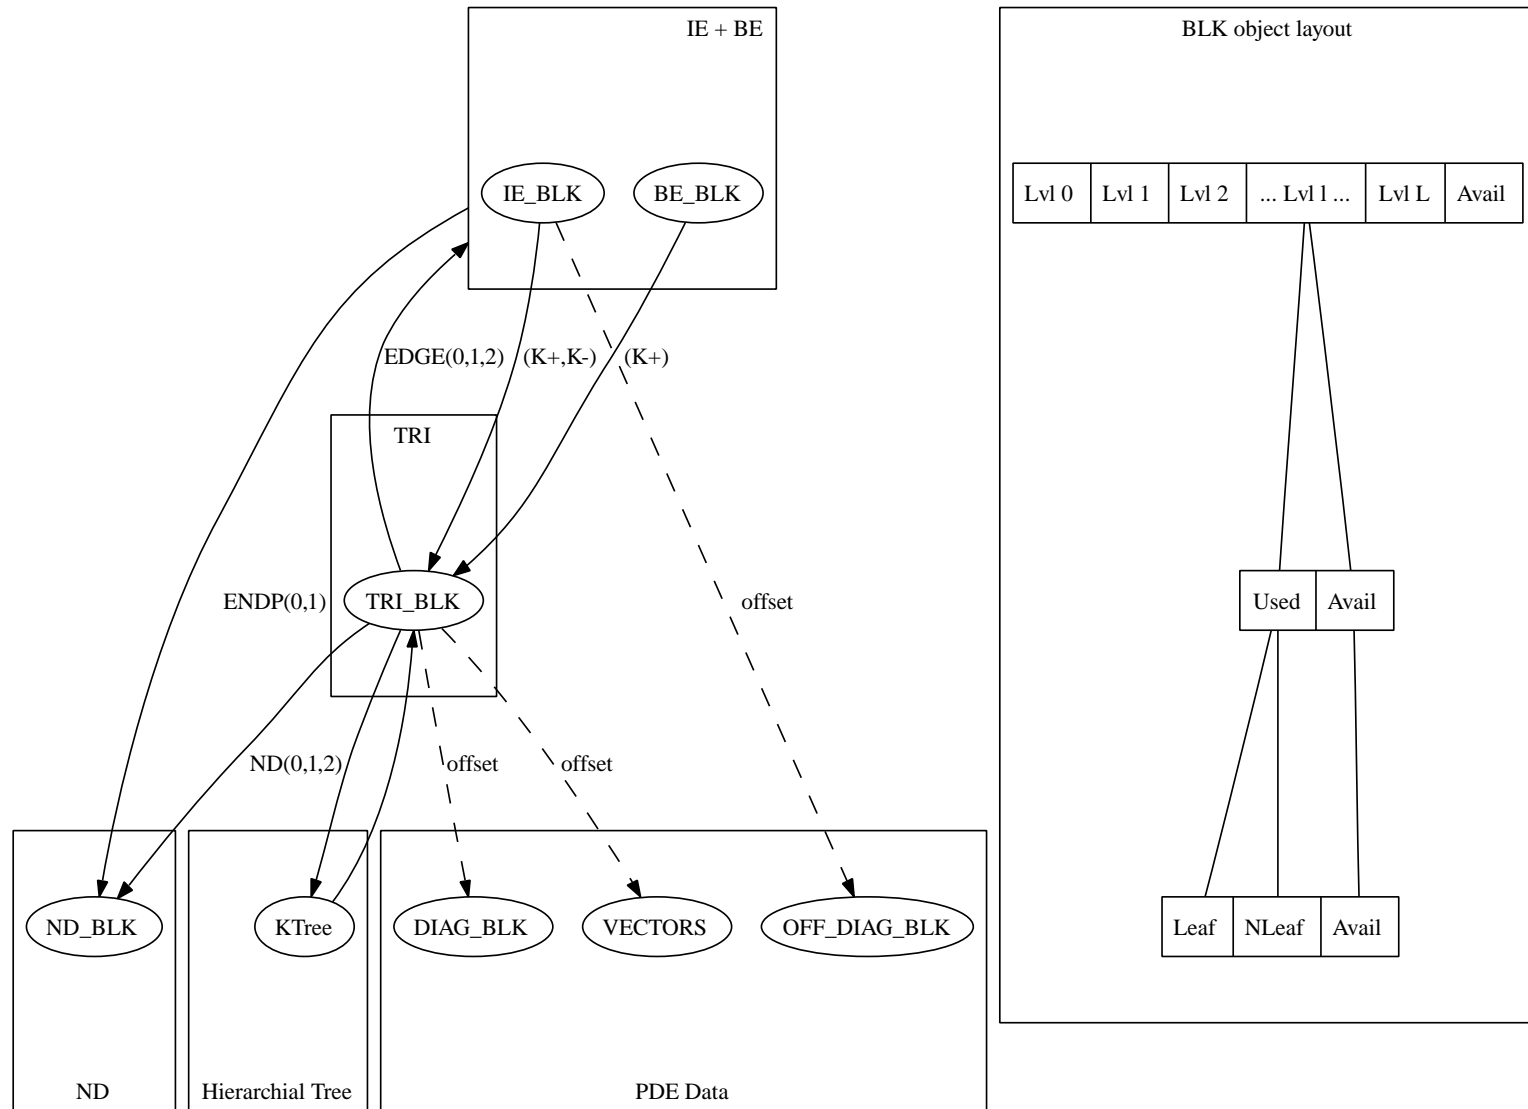 IE + BE
BLK object layout
IE_BLK
BE_BLK
Lvl 0
Lvl 1
Lvl 2
... Lvl l ...
Lvl L
Avail
EDGE(0,1,2)
(K+,K-)
(K+)
TRI
ENDP(0,1)
TRI_BLK
offset
Used
Avail
ND(0,1,2)
offset
offset
ND_BLK
KTree
DIAG_BLK
VECTORS
OFF_DIAG_BLK
Leaf
NLeaf
Avail
ND
Hierarchial Tree
PDE Data